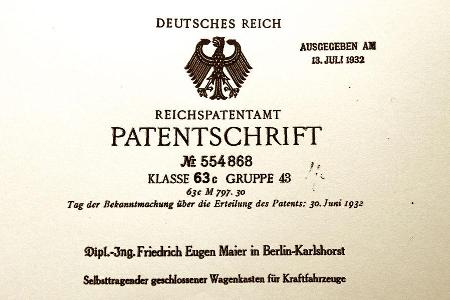 DEUTSCHES REICH
AUSGEGEBEN AM
13. JULI 1932
REICHSPATENTAMT
PATENTSCHRIFT
№ 554868
KLASSE 63c GRUPPE 43
63c M 797. 30
Tag der Bekanntmachung über die Erteilung des Patents: 30. Juni 1932
Dipl.-Ing. Friedrich Eugen Maier in Berlin-Karlshorst
Selbsttragender geschlossener Wagenkasten für Kraftfahrzeuge